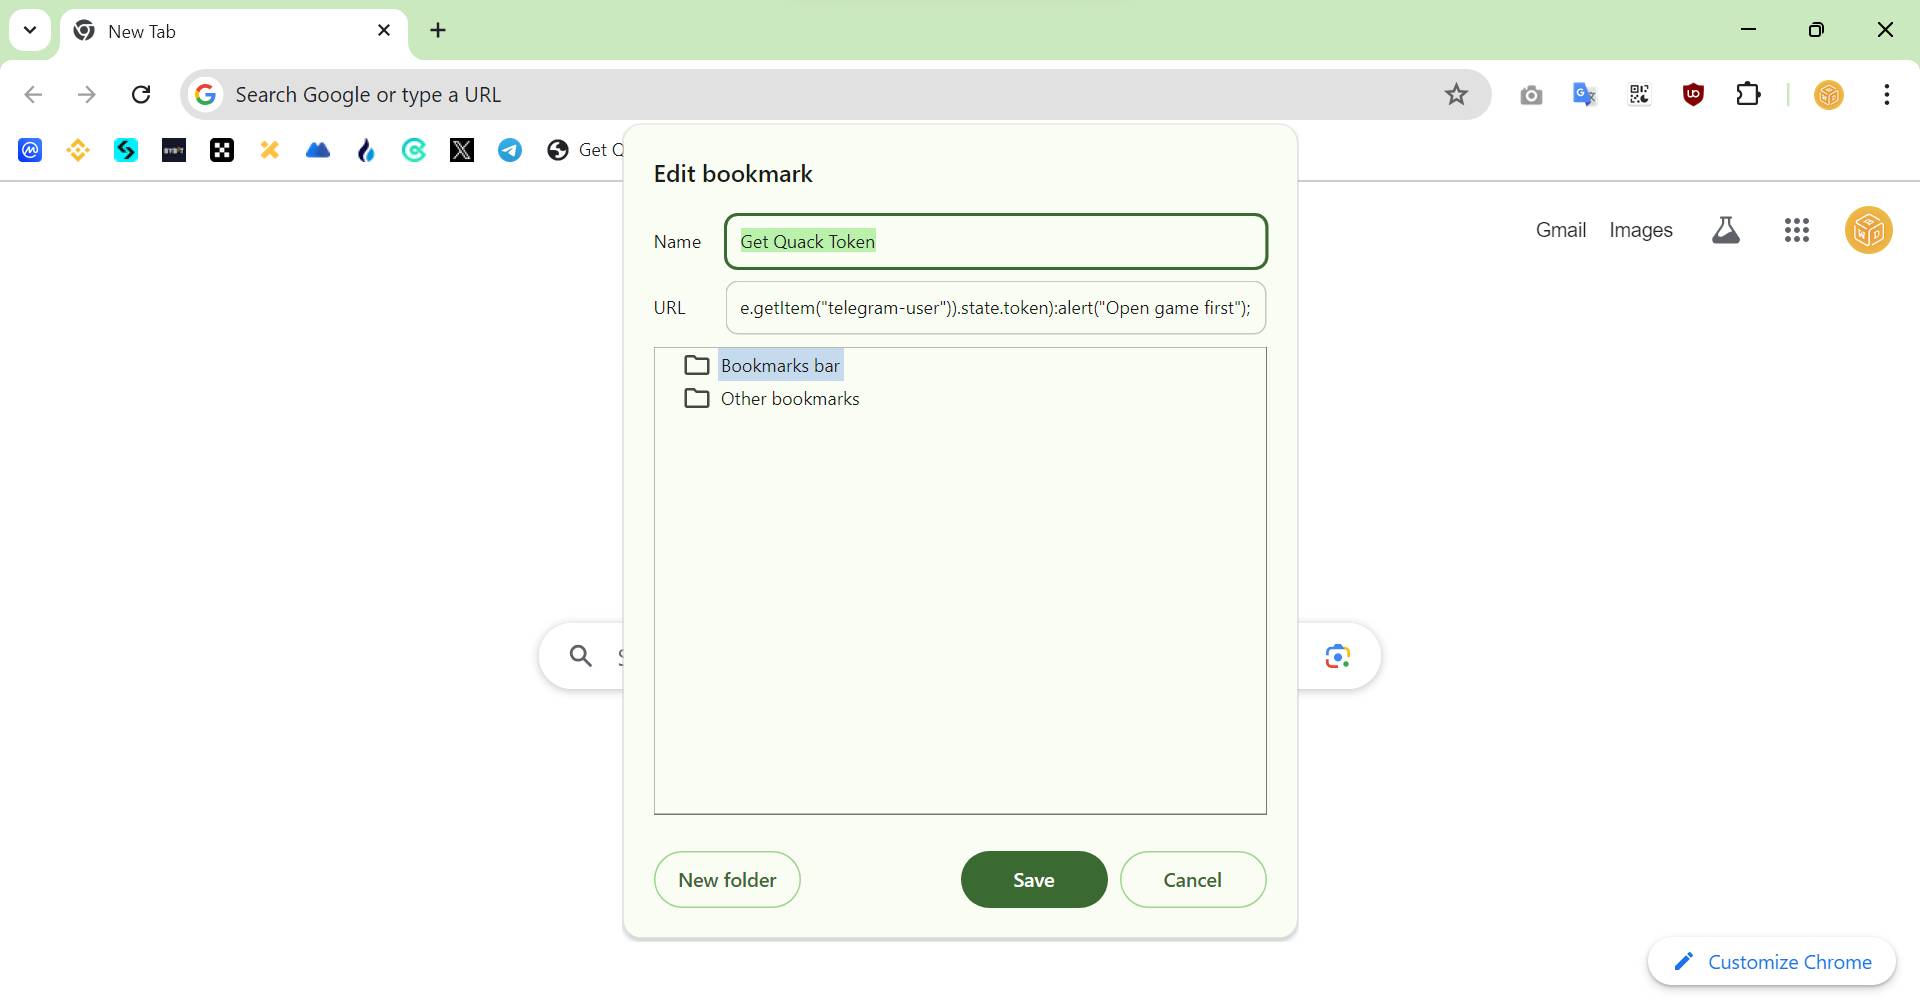 New Tab
Search Google or type a URL
Get Q
Edit bookmark
Gmail Images
Name Get Quack Token
URL e.getItem("telegram-user")).state.token):alert("Open game first");
Bookmarks bar
Other bookmarks
New folder Save Cancel
Customize Chrome